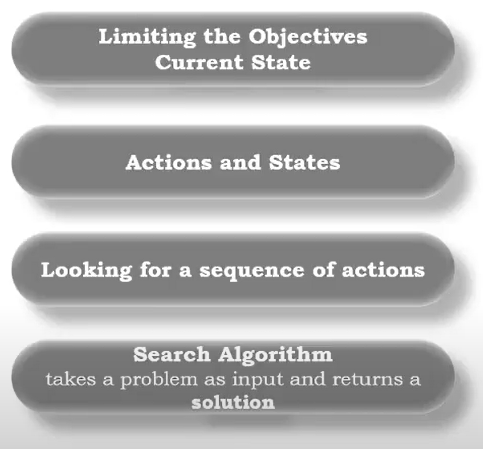 Limiting the Objectives
Current State
Actions and States
Looking for a sequence of actions
Search Algorithm
takes a problem as input and returns a
solution